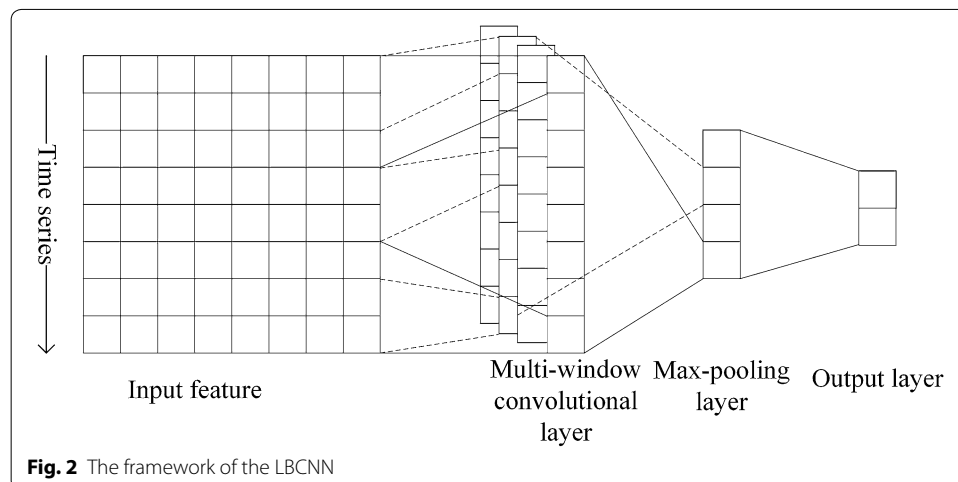 Time series
Input feature
Multi-window
convolutional
layer
Max-pooling
layer
Output layer
Fig. 2 The framework of the LBCNN